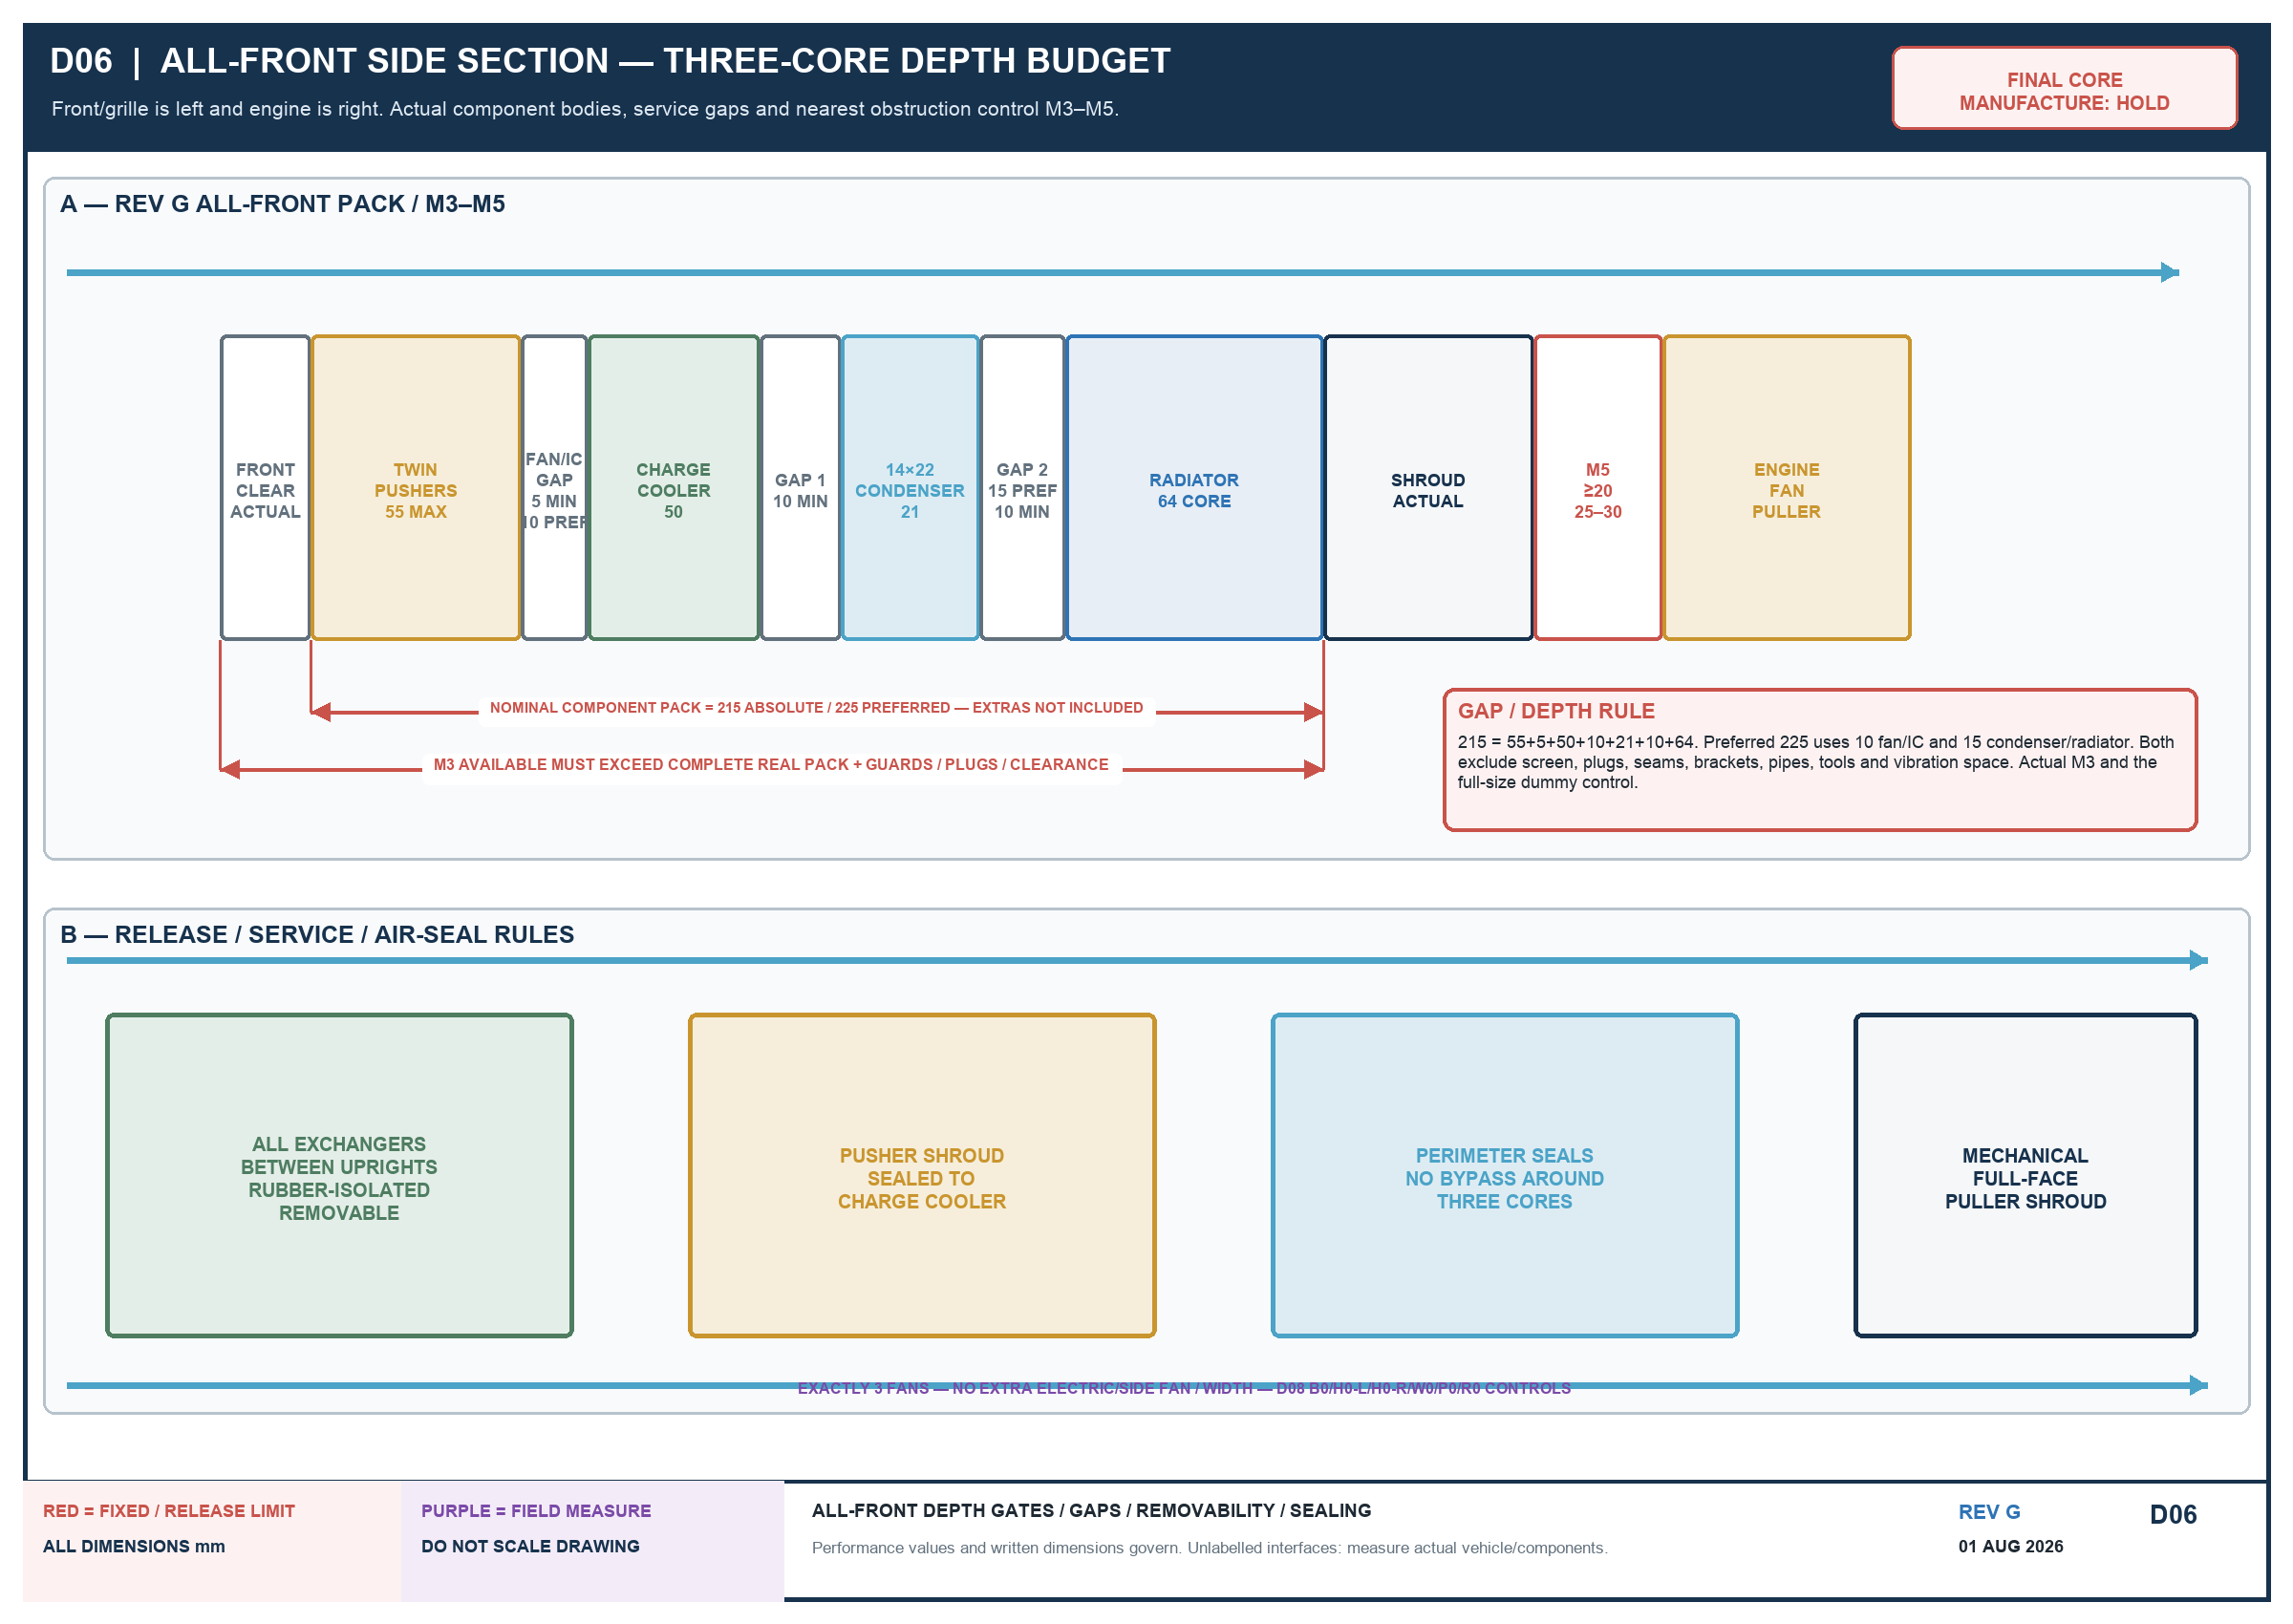 D06 | ALL-FRONT SIDE SECTION — THREE-CORE DEPTH BUDGET
Front/grille is left and engine is right. Actual component bodies, service gaps and nearest obstruction control M3–M5.
FINAL CORE
MANUFACTURE: HOLD
A — REV G ALL-FRONT PACK / M3–M5
FRONT
CLEAR
ACTUAL
TWIN
PUSHERS
55 MAX
FAN/IC
GAP
5 MIN
10 PREF
CHARGE
COOLER
50
GAP 1
10 MIN
14×22
CONDENSER
21
GAP 2
15 PREF
10 MIN
RADIATOR
64 CORE
SHROUD
ACTUAL
M5
≥20
25–30
ENGINE
FAN
PULLER
NOMINAL COMPONENT PACK = 215 ABSOLUTE / 225 PREFERRED — EXTRAS NOT INCLUDED
M3 AVAILABLE MUST EXCEED COMPLETE REAL PACK + GUARDS / PLUGS / CLEARANCE
GAP / DEPTH RULE
215 = 55+5+50+10+21+10+64. Preferred 225 uses 10 fan/IC and 15 condenser/radiator. Both
exclude screen, plugs, seams, brackets, pipes, tools and vibration space. Actual M3 and the
full-size dummy control.
B — RELEASE / SERVICE / AIR-SEAL RULES
ALL EXCHANGERS
BETWEEN UPRIGHTS
RUBBER-ISOLATED
REMOVABLE
PUSHER SHROUD
SEALED TO
CHARGE COOLER
PERIMETER SEALS
NO BYPASS AROUND
THREE CORES
MECHANICAL
FULL-FACE
PULLER SHROUD
EXACTLY 3 FANS — NO EXTRA ELECTRIC/SIDE FAN / WIDTH — D08 B0/H0-L/H0-R/W0/P0/R0 CONTROLS
RED = FIXED / RELEASE LIMIT
ALL DIMENSIONS mm
PURPLE = FIELD MEASURE
DO NOT SCALE DRAWING
ALL-FRONT DEPTH GATES / GAPS / REMOVABILITY / SEALING
Performance values and written dimensions govern. Unlabelled interfaces: measure actual vehicle/components.
REV G
01 AUG 2026
D06